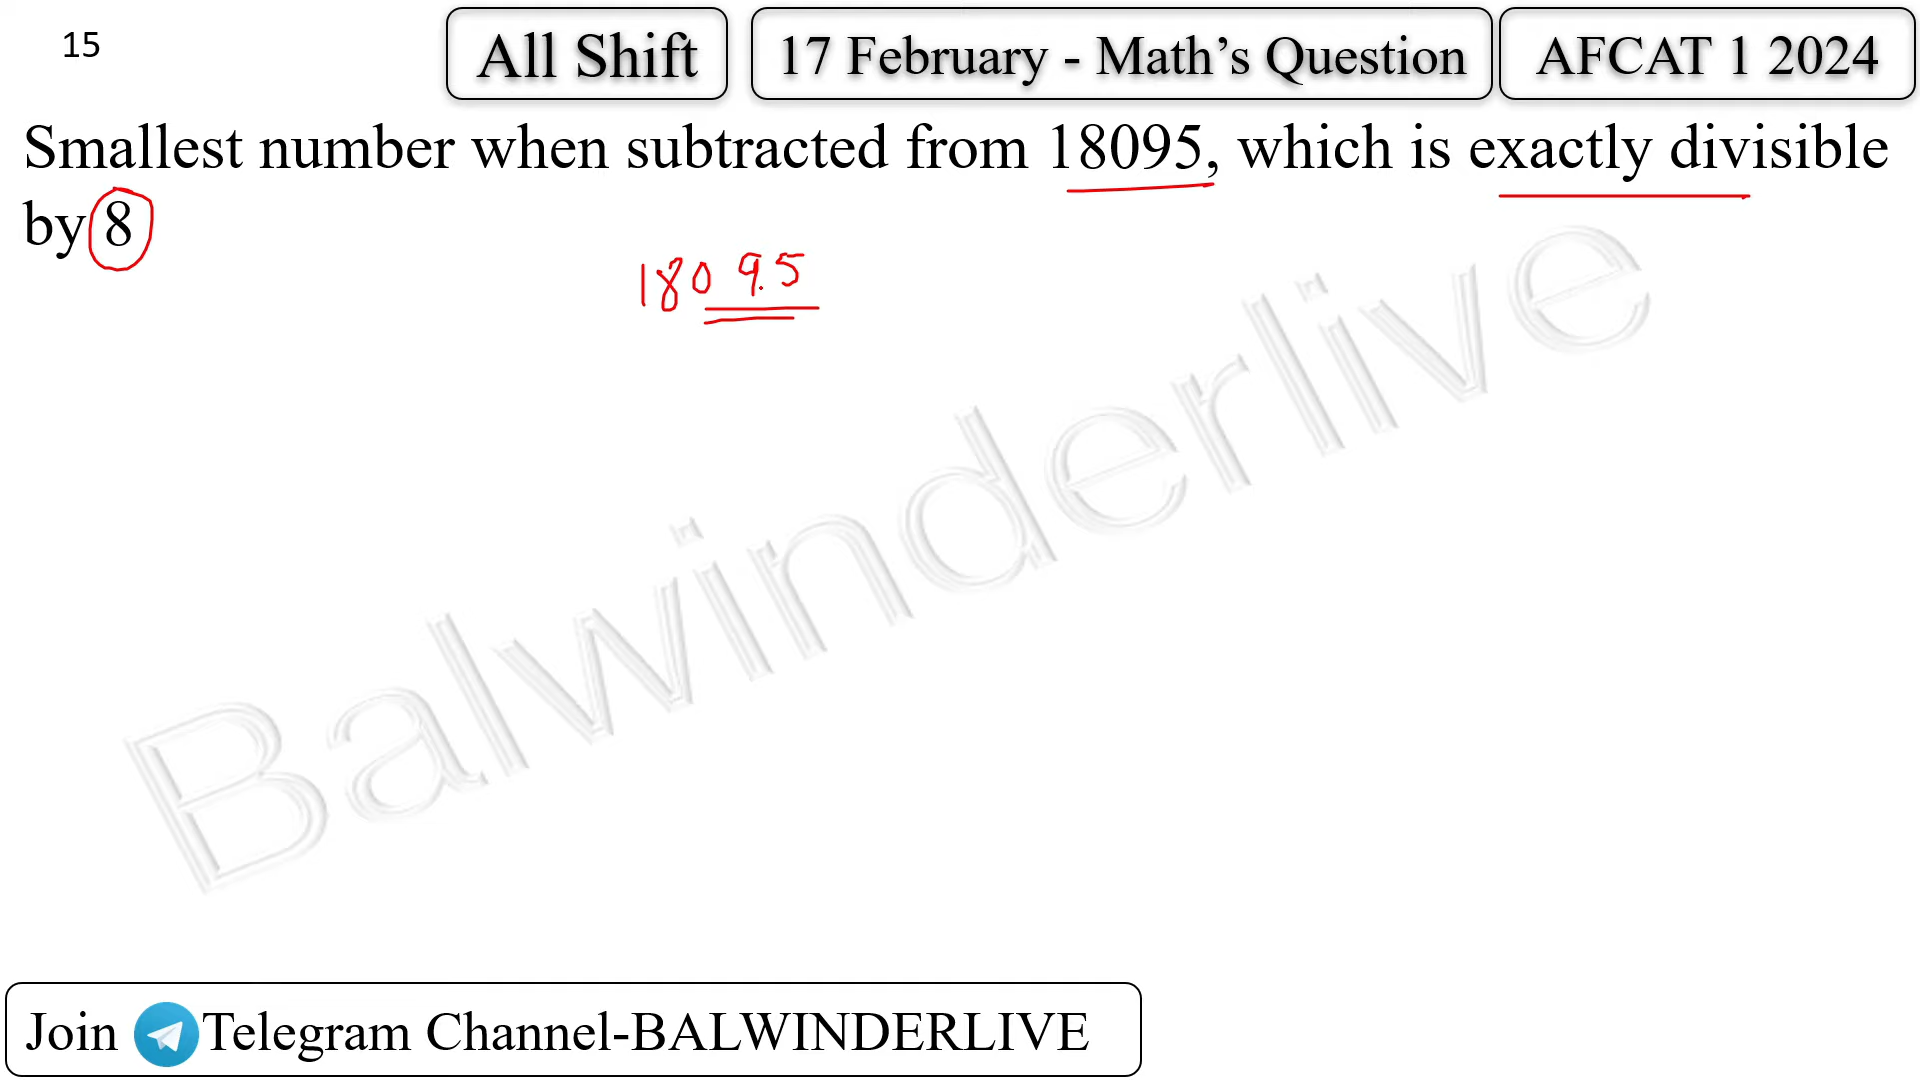 15
All Shift
17 February - Math’s Question
AFCAT 1 2024
Smallest number when subtracted from 18095, which is exactly divisible
by 8
18095
Balwinderlive
Join Telegram Channel-BALWINDERLIVE